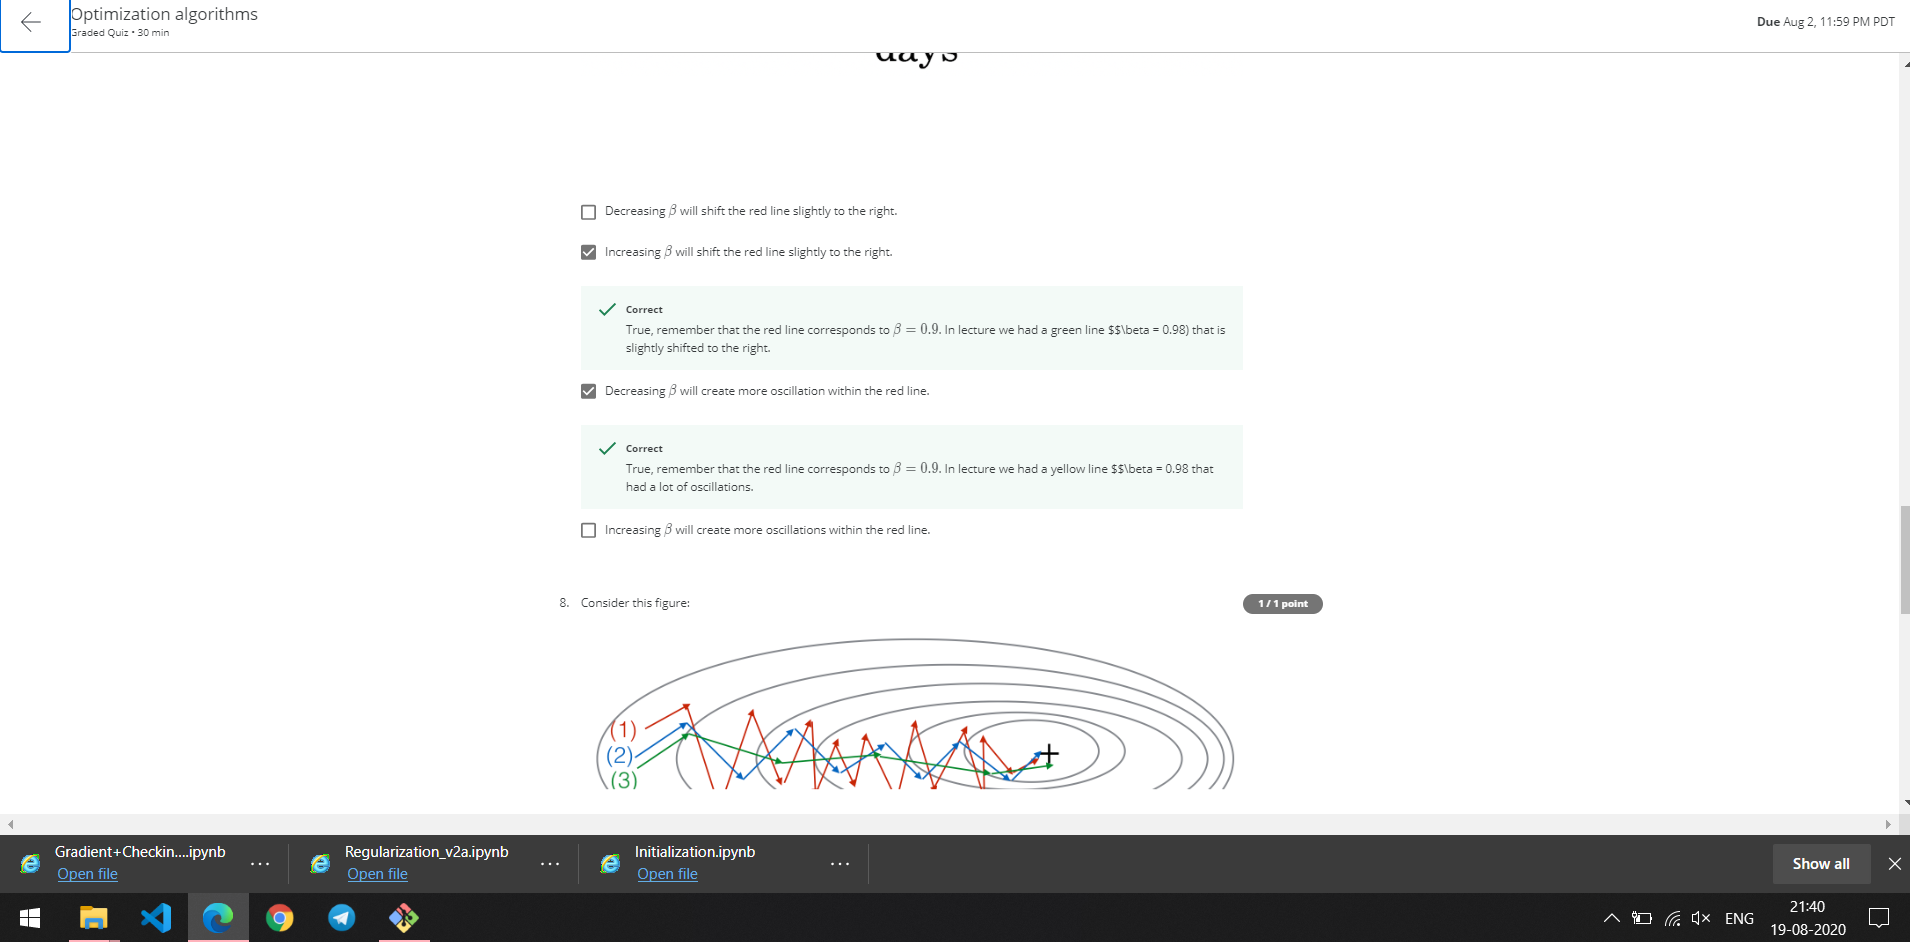 Optimization algorithms
Graded Quiz • 30 min
Due Aug 2, 11:59 PM PDT
days
Decreasing β will shift the red line slightly to the right.
Increasing β will shift the red line slightly to the right.
Correct
True, remember that the red line corresponds to β = 0.9. In lecture we had a green line $$\beta = 0.98) that is
slightly shifted to the right.
Decreasing β will create more oscillation within the red line.
Correct
True, remember that the red line corresponds to β = 0.9. In lecture we had a yellow line $$\beta = 0.98 that
had a lot of oscillations.
Increasing β will create more oscillations within the red line.
8. Consider this figure:
1 / 1 point
(1)
(2)
(3)
Gradient+Checkin....ipynb
Open file
Regularization_v2a.ipynb
Open file
Initialization.ipynb
Open file
Show all
ENG
21:40
19-08-2020